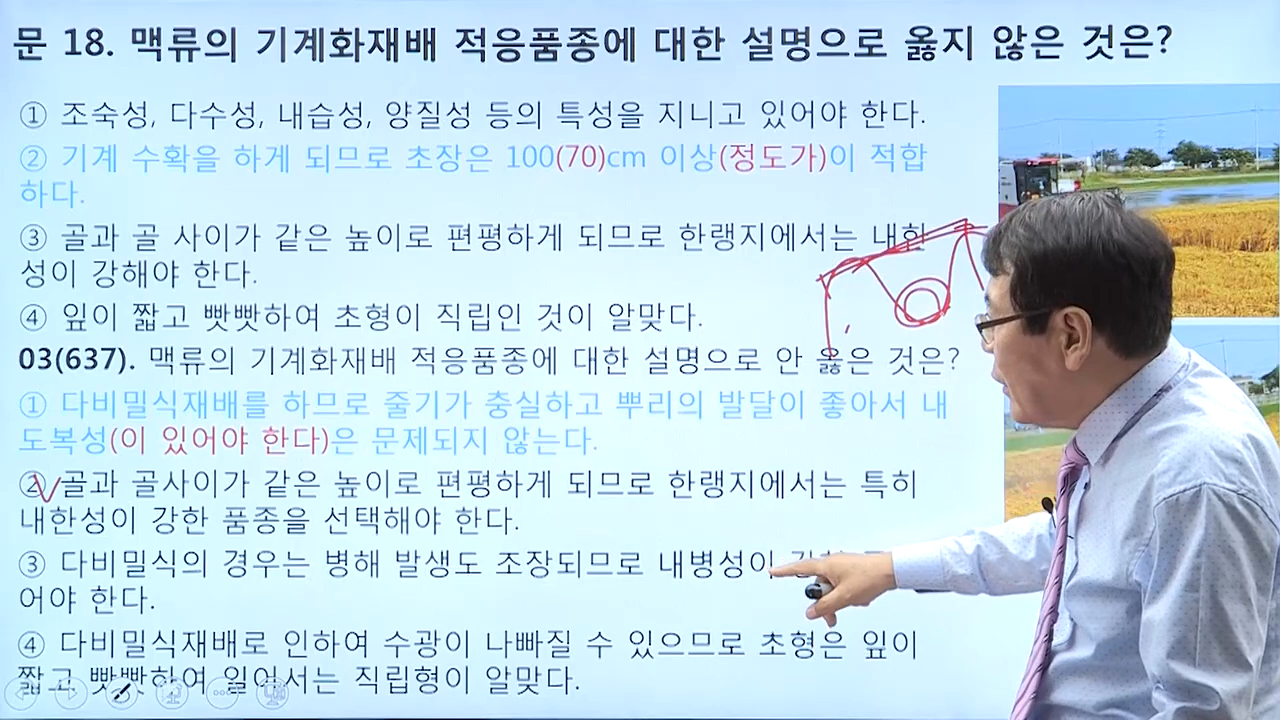 문 18. 맥류의 기계화재배 적응품종에 대한 설명으로 옳지 않은 것은?
① 조숙성, 다수성, 내습성, 양질성 등의 특성을 지니고 있어야 한다.
② 기계 수확을 하게 되므로 초장은 100(70)cm 이상(정도가)이 적합
하다.
③ 골과 골 사이가 같은 높이로 편평하게 되므로 한랭지에서는 내한
성이 강해야 한다.
④ 잎이 짧고 빳빳하여 초형이 직립인 것이 알맞다.
03(637). 맥류의 기계화재배 적응품종에 대한 설명으로 안 옳은 것은?
① 다비밀식재배를 하므로 줄기가 충실하고 뿌리의 발달이 좋아서 내
도복성(이 있어야 한다)은 문제되지 않는다.
② 골과 골사이가 같은 높이로 편평하게 되므로 한랭지에서는 특히
내한성이 강한 품종을 선택해야 한다.
③ 다비밀식의 경우는 병해 발생도 조장되므로 내병성이
어야 한다.
④ 다비밀식재배로 인하여 수광이 나빠질 수 있으므로 초형은 잎이
짧고 빳빳하여 일어서는 직립형이 알맞다.